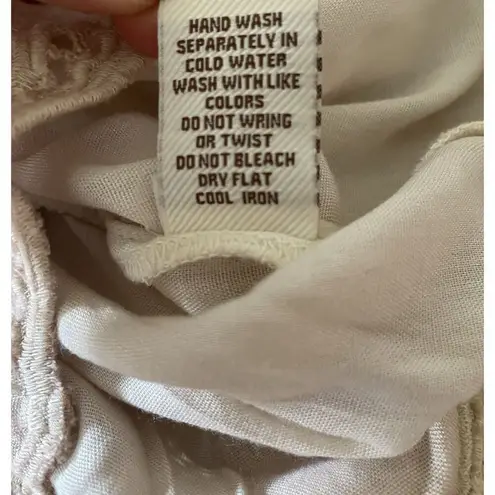 HAND WASH
SEPARATELY IN
COLD WATER
WASH WITH LIKE
COLORS
DO NOT WRING
OR TWIST
DO NOT BLEACH
DRY FLAT
COOL IRON